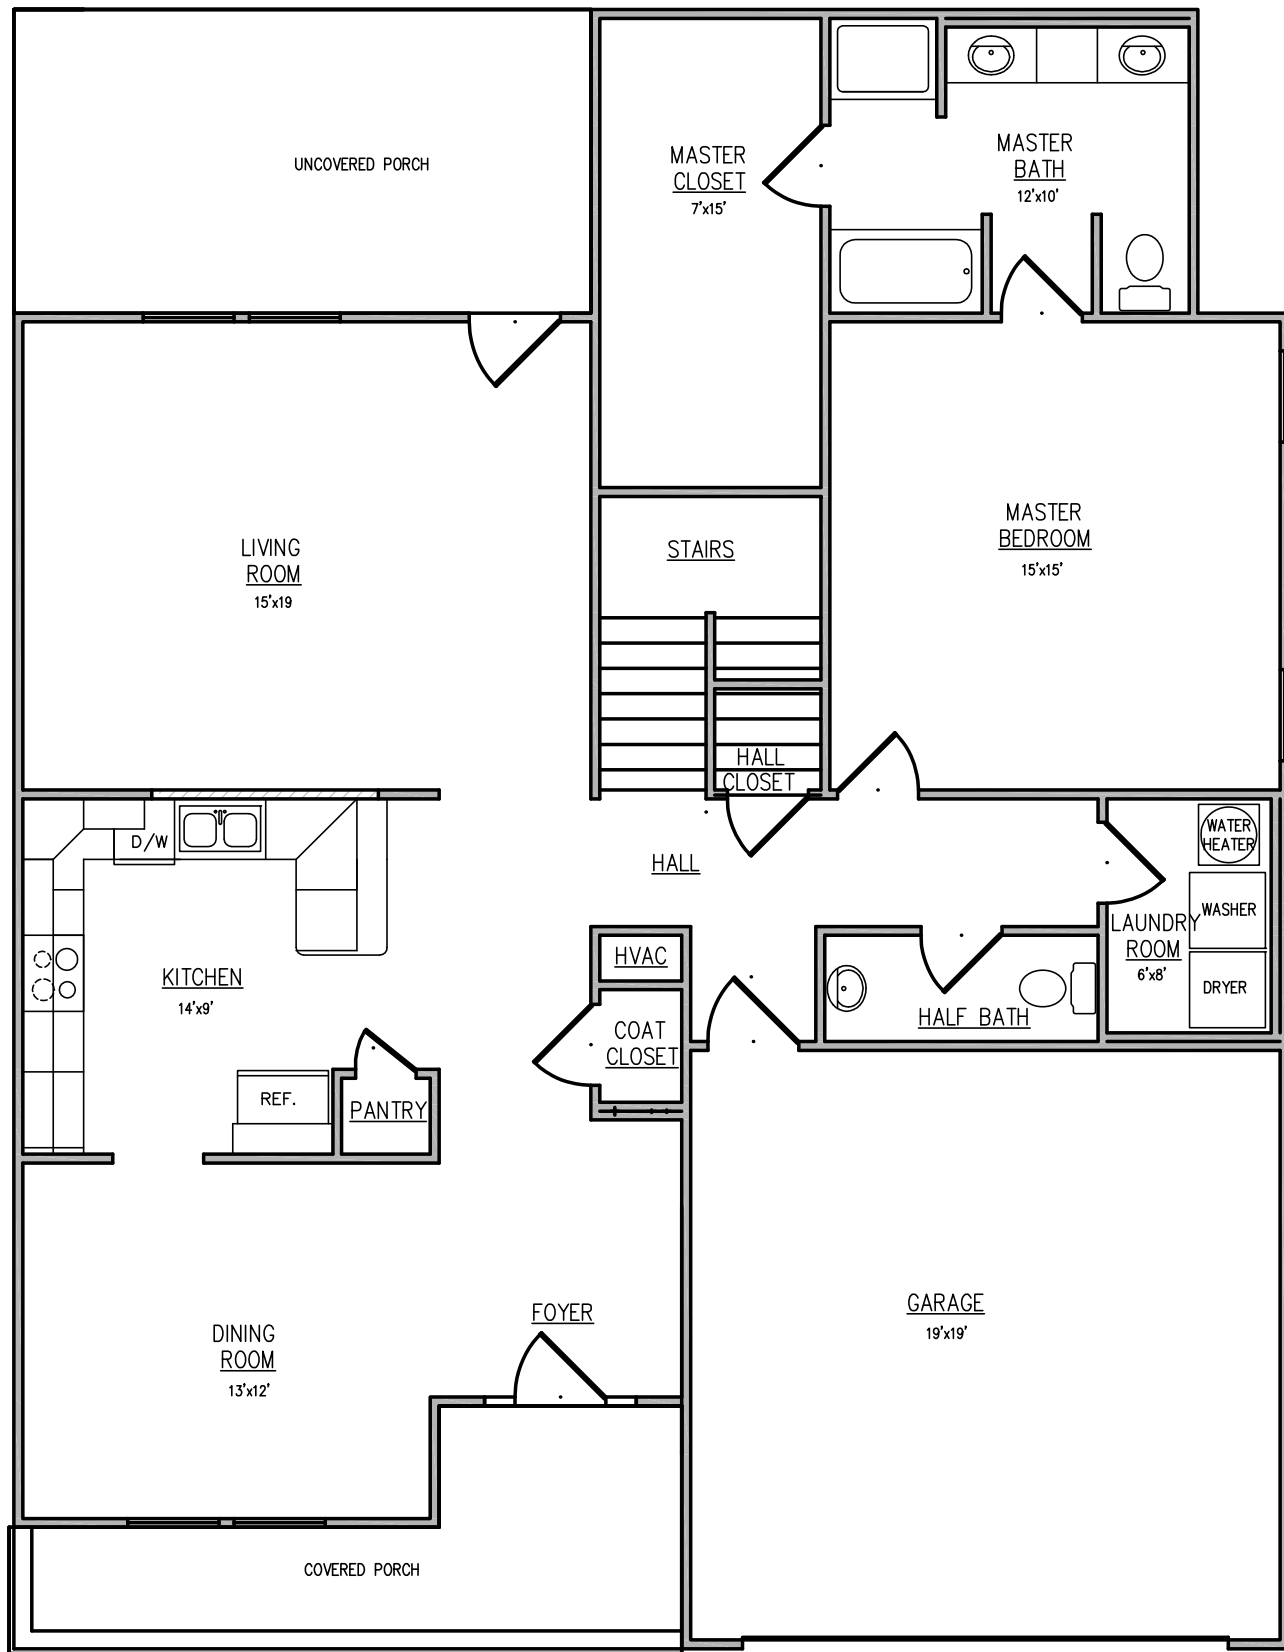 UNCOVERED PORCH
MASTER
CLOSET
7'x15'
MASTER
BATH
12'x10'
LIVING
ROOM
15'x19
STAIRS
MASTER
BEDROOM
15'x15'
HALL
CLOSET
D/W
HALL
WATER
HEATER
WASHER
LAUNDRY
ROOM
6'x8'
DRYER
KITCHEN
14'x9'
HVAC
COAT
CLOSET
HALF BATH
REF.
PANTRY
FOYER
DINING
ROOM
13'x12'
GARAGE
19'x19'
COVERED PORCH